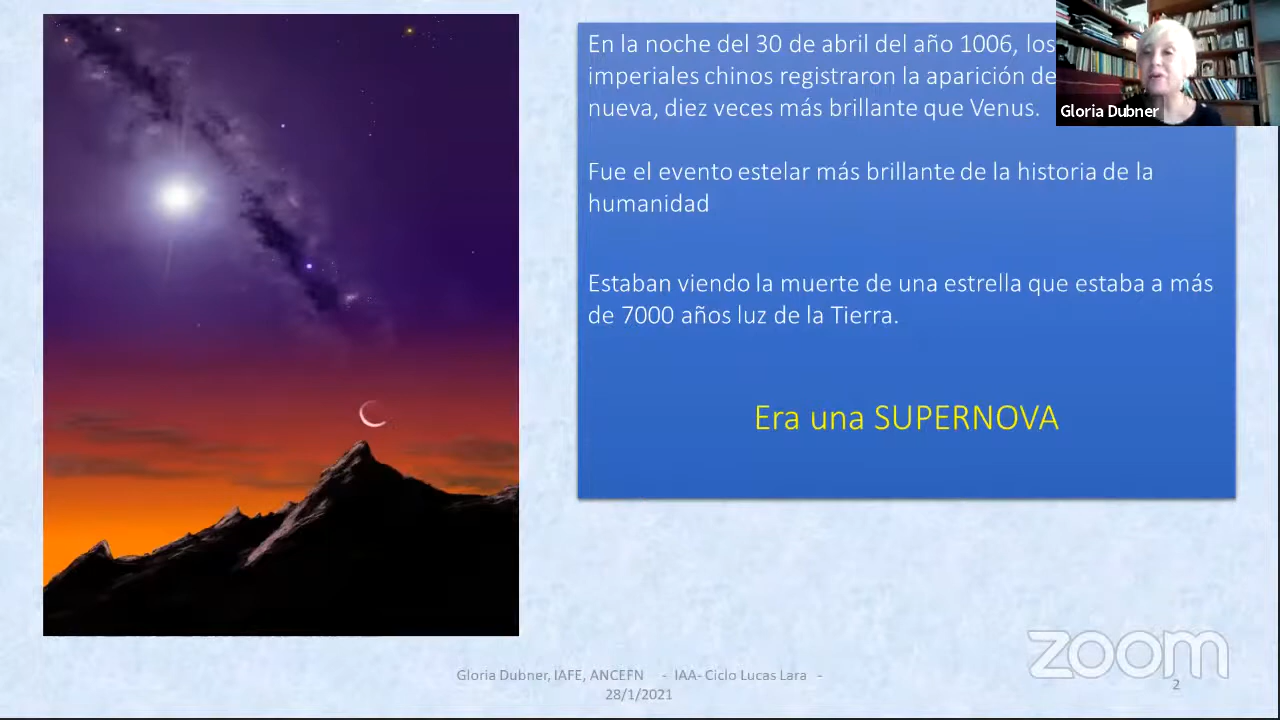 En la noche del 30 de abril del año 1006, los
imperiales chinos registraron la aparición de
nueva, diez veces más brillante que Venus.
Fue el evento estelar más brillante de la historia de la
humanidad
Estaban viendo la muerte de una estrella que estaba a más
de 7000 años luz de la Tierra.
Era una SUPERNOVA
Gloria Dubner
Gloria Dubner, IAFE, ANCEFN - IAA- Ciclo Lucas Lara -
28/1/2021
zoom
2